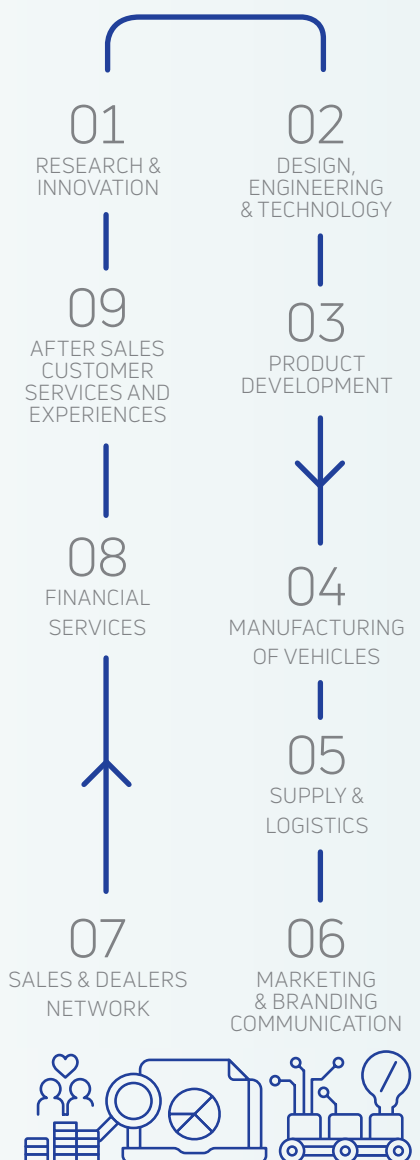 01
RESEARCH &
INNOVATION
02
DESIGN,
ENGINEERING
& TECHNOLOGY
03
PRODUCT
DEVELOPMENT
04
MANUFACTURING
OF VEHICLES
05
SUPPLY &
LOGISTICS
06
MARKETING
& BRANDING
COMMUNICATION
07
SALES & DEALERS
NETWORK
08
FINANCIAL
SERVICES
09
AFTER SALES
CUSTOMER
SERVICES AND
EXPERIENCES